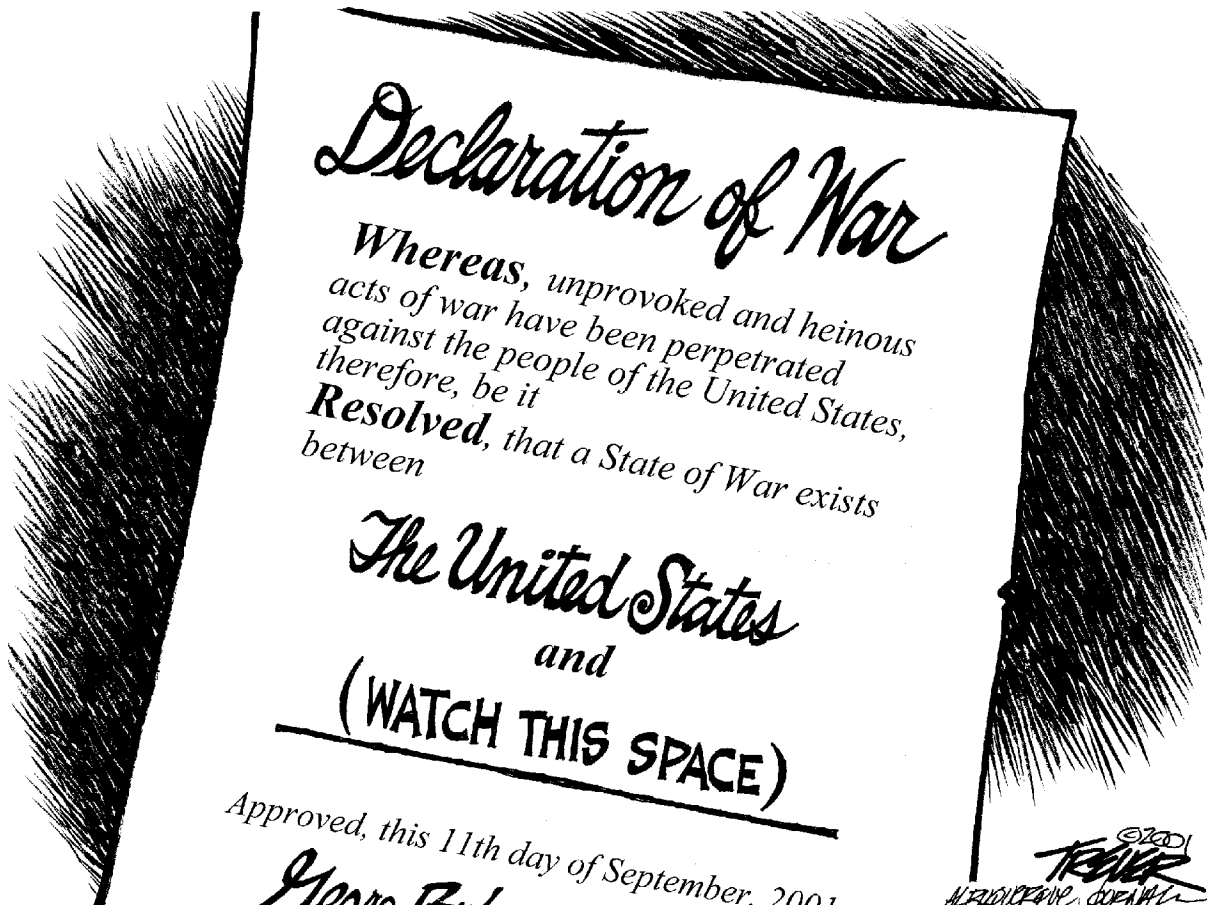 Declaration of War
Whereas, unprovoked and heinous
acts of war have been perpetrated
against the people of the United States,
therefore, be it
Resolved, that a State of War exists
between
The United States
and
(WATCH THIS SPACE)
Approved, this 11th day of September, 2001
©2001
TREVER
ALBUQUERQUE JOURNAL